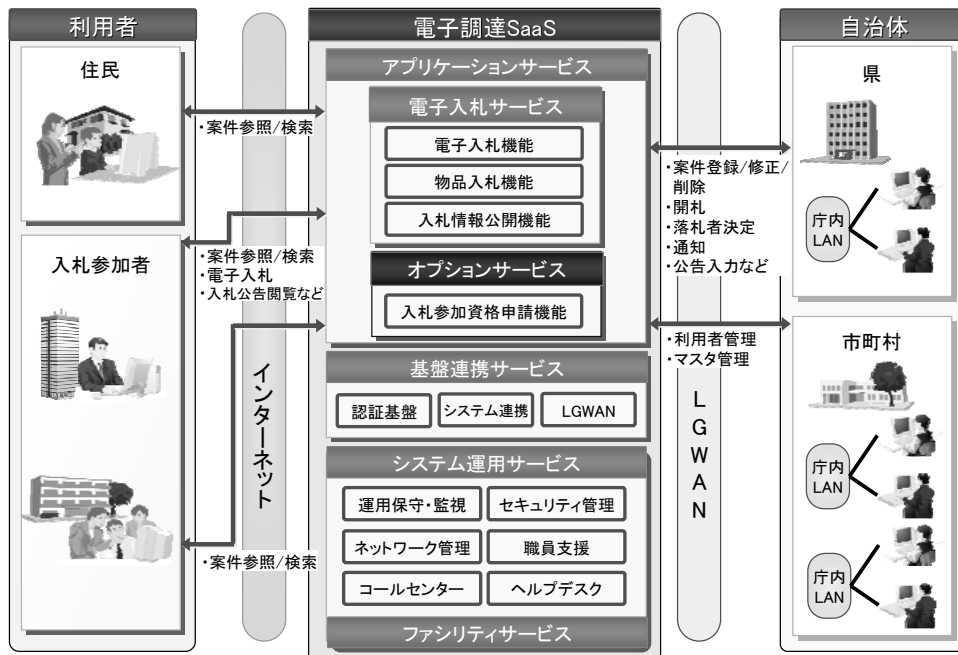 利用者
住民
・案件参照/検索
入札参加者
・案件参照/検索
・電子入札
・入札公告閲覧など
・案件参照/検索
インターネット
電子調達SaaS
アプリケーションサービス
電子入札サービス
電子入札機能
物品入札機能
入札情報公開機能
オプションサービス
入札参加資格申請機能
基盤連携サービス
認証基盤
システム連携
LGWAN
システム運用サービス
運用保守・監視
セキュリティ管理
ネットワーク管理
職員支援
コールセンター
ヘルプデスク
ファシリティサービス
LGWAN
・案件登録/修正/
削除
・開札
・落札者決定
・通知
・公告入力など
・利用者管理
・マスタ管理
自治体
県
庁内
LAN
市町村
庁内
LAN
庁内
LAN